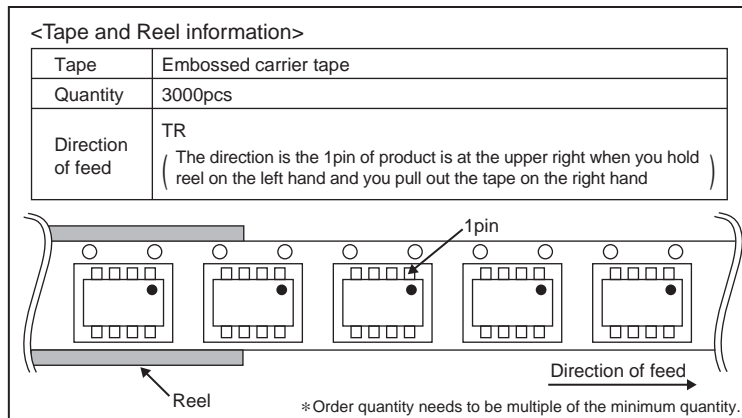 <Tape and Reel information>
Tape
Embossed carrier tape
Quantity
3000pcs
Direction
of feed
TR
( The direction is the 1pin of product is at the upper right when you hold
reel on the left hand and you pull out the tape on the right hand )
1pin
Direction of feed
Reel
*Order quantity needs to be multiple of the minimum quantity.